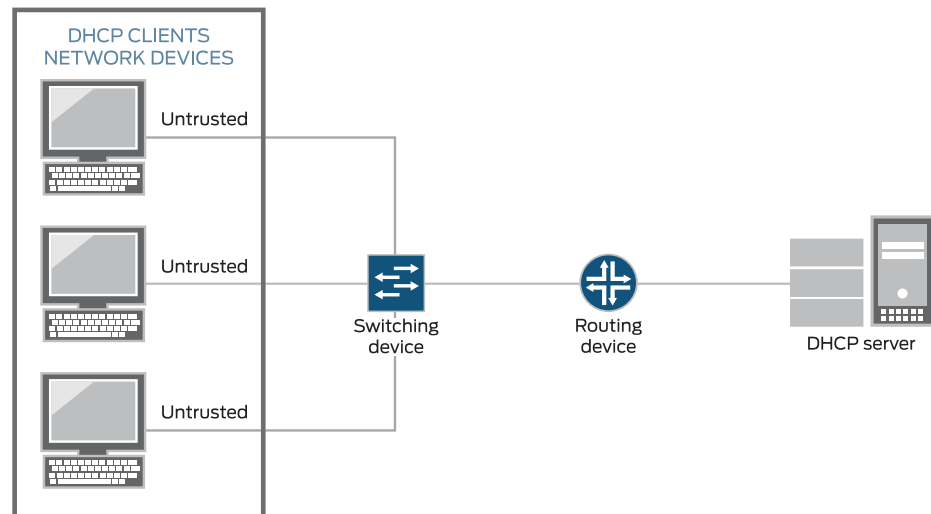 DHCP CLIENTS
NETWORK DEVICES
Untrusted
Untrusted
Untrusted
Switching
device
Routing
device
DHCP server